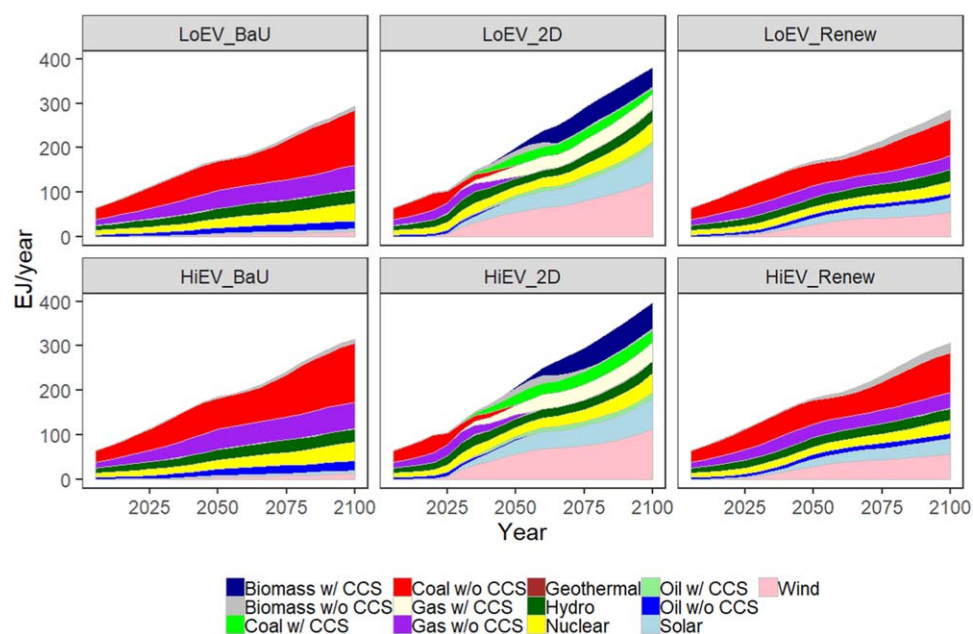 LoEV_BaU LoEV_2D LoEV_Renew
400
300
200
100
0
HiEV_BaU HiEV_2D HiEV_Renew
400
300
200
100
0
EJ/year
2025 2050 2075 2100 2025 2050 2075 2100 2025 2050 2075 2100
Year
Biomass w/ CCS Coal w/o CCS Geothermal Oil w/ CCS Wind
Biomass w/o CCS Gas w/ CCS Hydro Oil w/o CCS
Coal w/ CCS Gas w/o CCS Nuclear Solar